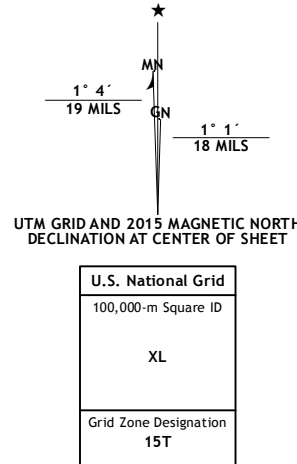 ★
MN
1° 4´
19 MILS
GN
1° 1´
18 MILS
UTM GRID AND 2015 MAGNETIC NORTH
DECLINATION AT CENTER OF SHEET
U.S. National Grid
100,000-m Square ID
XL
Grid Zone Designation
15T